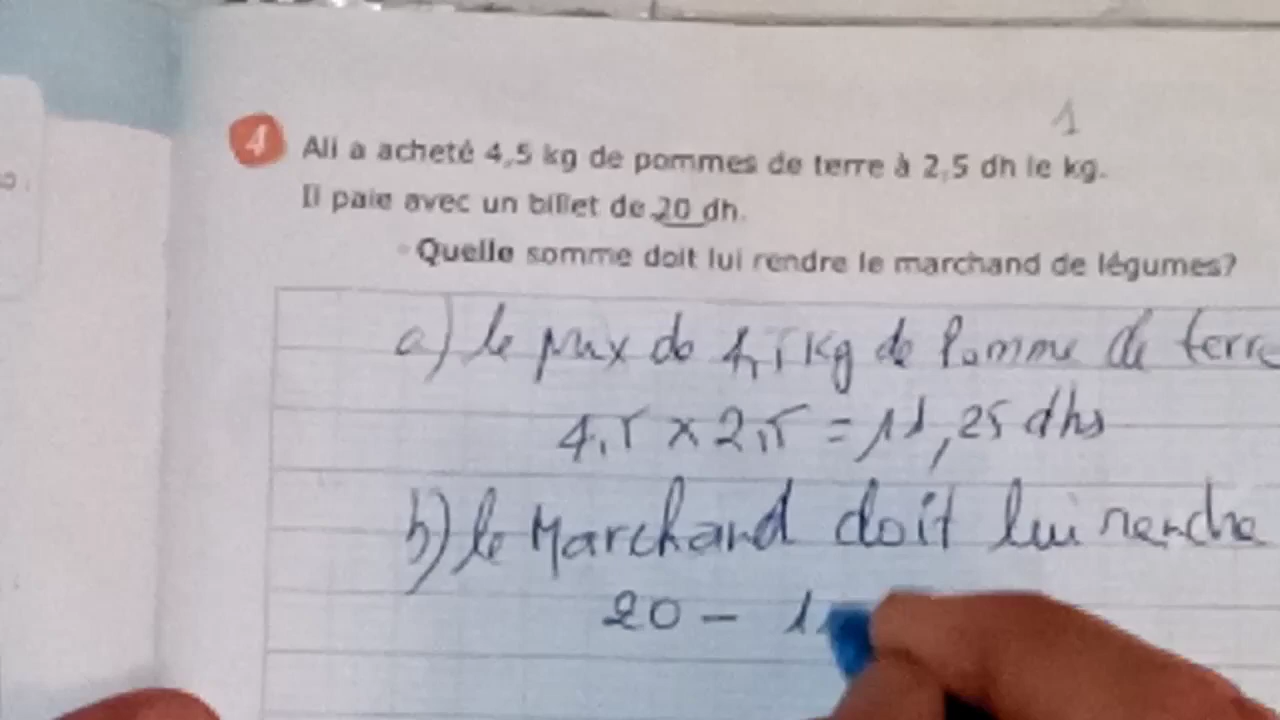 1
4 Ali a acheté 4,5 kg de pommes de terre à 2,5 dh le kg.
Il paie avec un billet de 20 dh.
- Quelle somme doit lui rendre le marchand de légumes?
a) le prix de 4,5 kg de Pomme de terre
4,5 × 2,5 = 11,25 dhs
b) le Marchand doit lui rendre
20 - 1